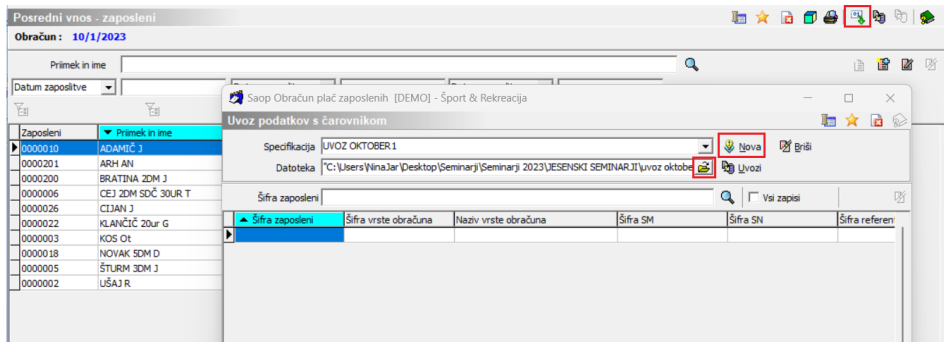 Posredni vnos - zaposleni
Obračun : 10/1/2023
Priimek in ime
Datum zaposlitve
Zaposleni Priimek in ime
0000010 ADAMIČ J
0000201 ARH AN
0000200 BRATINA 2DM J
0000006 CEJ 2DM SDČ 30UR T
0000026 CIJAN J
0000022 KLANČIČ 20ur G
0000003 KOS Ot
0000018 NOVAK 5DM D
0000005 ŠTURM 3DM J
0000002 UŠAJ R
Saop Obračun plač zaposlenih [DEMO] - Šport & Rekreacija
Uvoz podatkov s čarovnikom
Specifikacija UVOZ OKTOBER1 Nova Briši
Datoteka "C:\Users\NinaJar\Desktop\Seminarji\Seminarji 2023\JESENSKI SEMINARJI\uvoz oktobe Uvozi
Šifra zaposleni Vsi zapisi
Šifra zaposleni Šifra vrste obračuna Naziv vrste obračuna Šifra SM Šifra SN Šifra referen